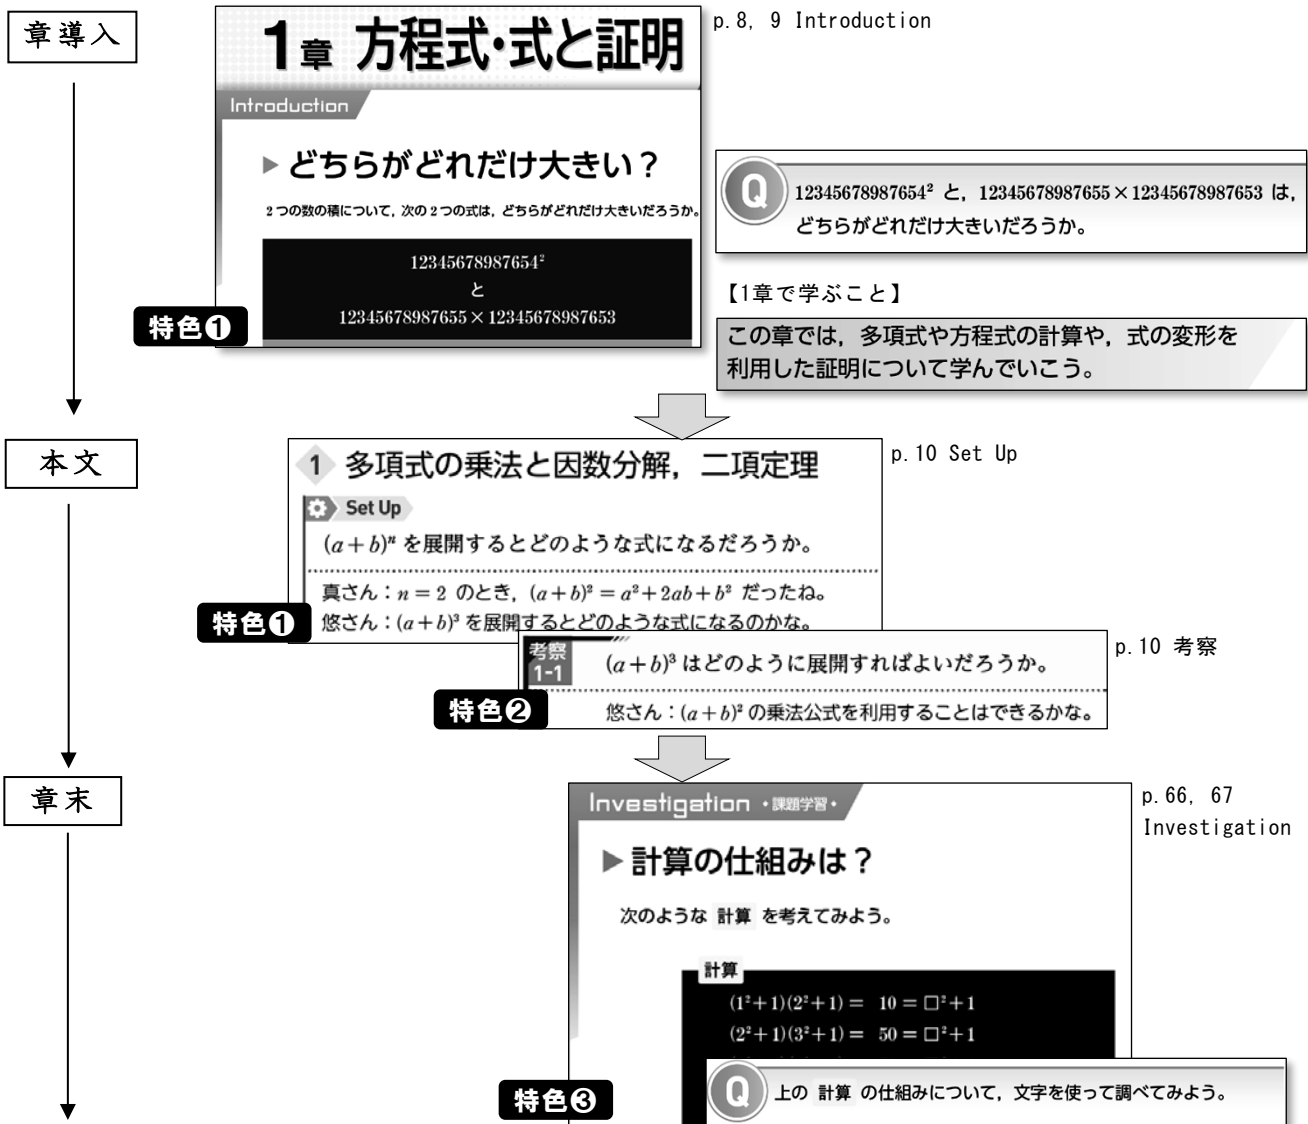 章導入
1章 方程式・式と証明
p.8, 9 Introduction
Introduction
▶どちらがどれだけ大きい？
2つの数の積について，次の2つの式は，どちらがどれだけ大きいだろうか。
12345678987654²
と
12345678987655×12345678987653
特色❶
Q
12345678987654² と，12345678987655×12345678987653 は，
どちらがどれだけ大きいだろうか。
【1章で学ぶこと】
この章では，多項式や方程式の計算や，式の変形を
利用した証明について学んでいこう。
本文
1 多項式の乗法と因数分解，二項定理
p.10 Set Up
Set Up
(a＋b)ⁿ を展開するとどのような式になるだろうか。
真さん：n＝2 のとき，(a＋b)²＝a²＋2ab＋b² だったね。
悠さん：(a＋b)³ を展開するとどのような式になるのかな。
特色❶
考察
1-1
(a＋b)³ はどのように展開すればよいだろうか。
p.10 考察
悠さん：(a＋b)² の乗法公式を利用することはできるかな。
特色❷
章末
Investigation ・課題学習・
p.66, 67
Investigation
▶計算の仕組みは？
次のような 計算 を考えてみよう。
計算
(1²＋1)(2²＋1)＝ 10＝□²＋1
(2²＋1)(3²＋1)＝ 50＝□²＋1
Q
上の 計算 の仕組みについて，文字を使って調べてみよう。
特色❸